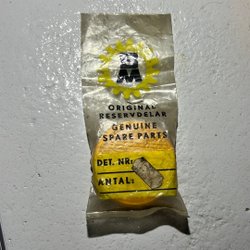 ORIGINAL
RESERVDELAR
GENUINE
SPARE PARTS
DET. NR:
ANTAL: